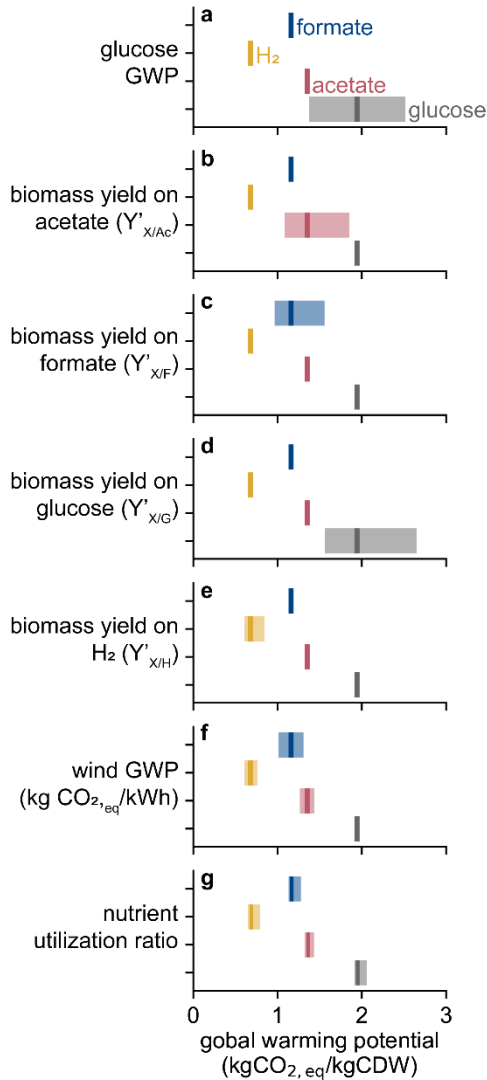 a
formate
glucose
GWP
H₂
acetate
glucose
b
biomass yield on
acetate (Y'X/Ac)
c
biomass yield on
formate (Y'X/F)
d
biomass yield on
glucose (Y'X/G)
e
biomass yield on
H₂ (Y'X/H)
f
wind GWP
(kg CO₂,eq/kWh)
g
nutrient
utilization ratio
0 1 2 3
gobal warming potential
(kgCO₂, eq/kgCDW)